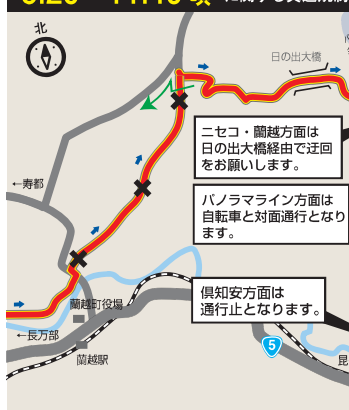 北
日の出大橋
ニセコ・蘭越方面は
日の出大橋経由で迂回
をお願いします。
←寿都
パノラマライン方面は
自転車と対面通行となり
ます。
倶知安方面は
通行止となります。
蘭越町役場
←長万部
5
蘭越駅
昆